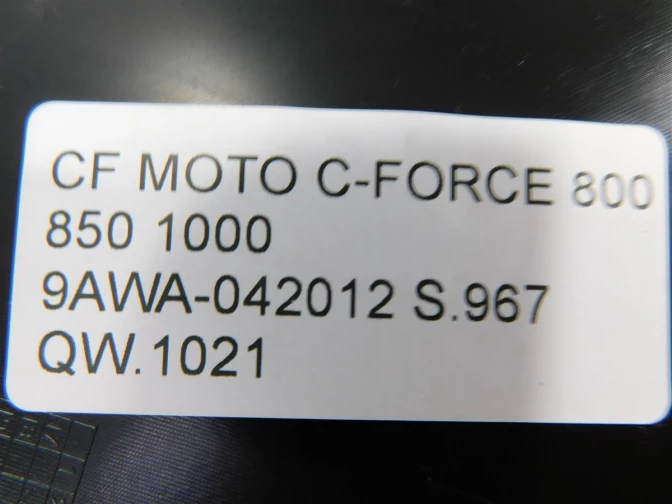 CF MOTO C-FORCE 800
850 1000
9AWA-042012 S.967
QW.1021